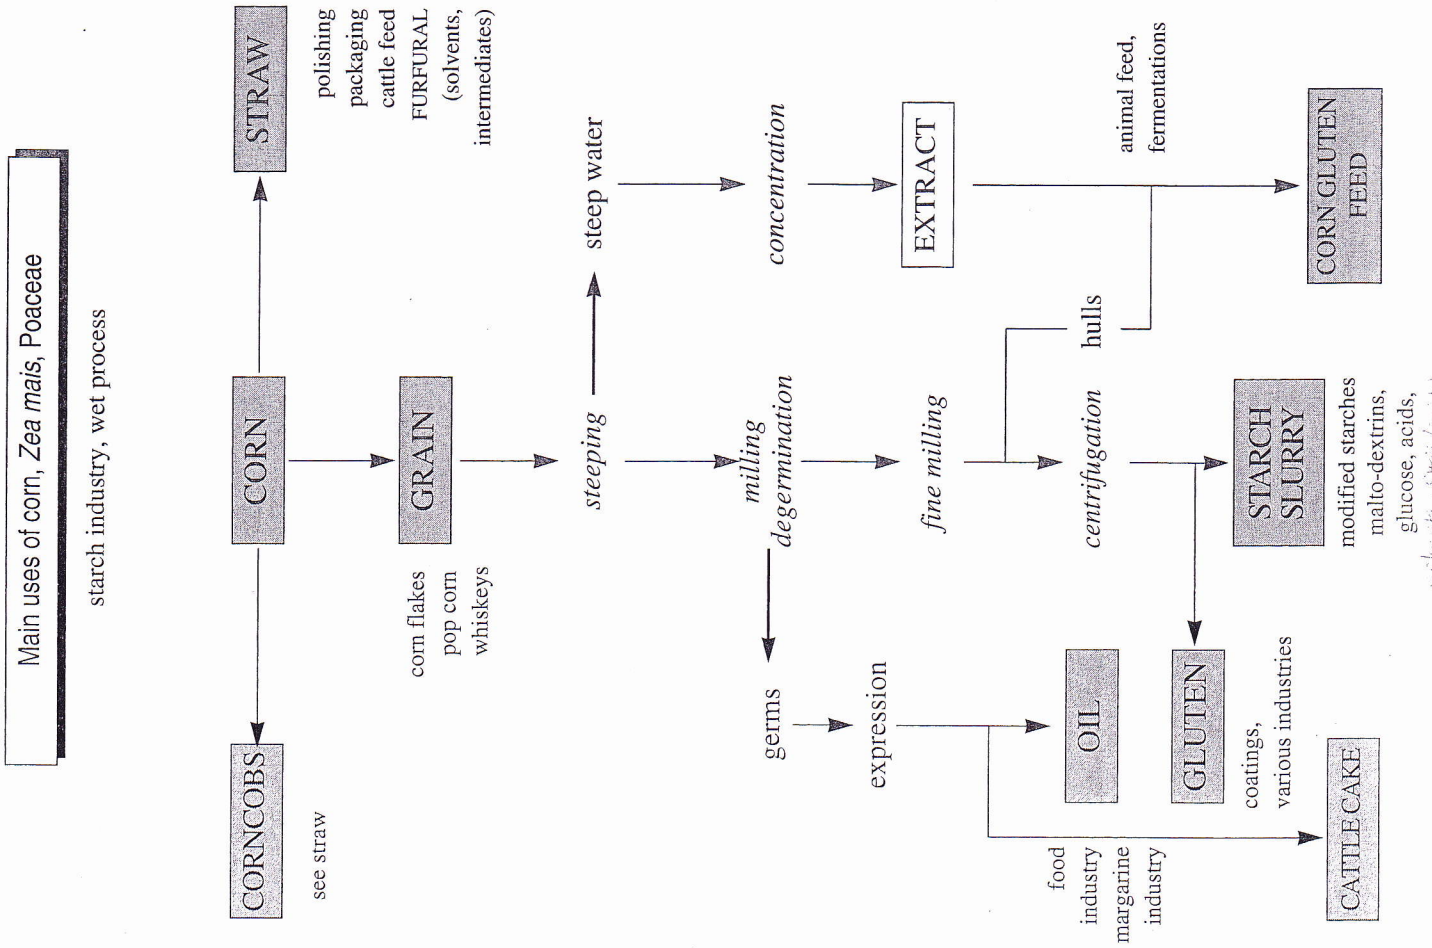 Main uses of corn, Zea mais, Poaceae
starch industry, wet process
CORNCOBS
see straw
CORN
STRAW
polishing
packaging
cattle feed
FURFURAL
(solvents,
intermediates)
GRAIN
corn flakes
pop corn
whiskeys
steeping
steep water
milling
degermination
concentration
germs
expression
fine milling
EXTRACT
OIL
food
industry
margarine
industry
centrifugation
hulls
animal feed,
fermentations
GLUTEN
coatings,
various industries
STARCH
SLURRY
modified starches
malto-dextrins,
glucose, acids,
CORN GLUTEN
FEED
CATTLE CAKE